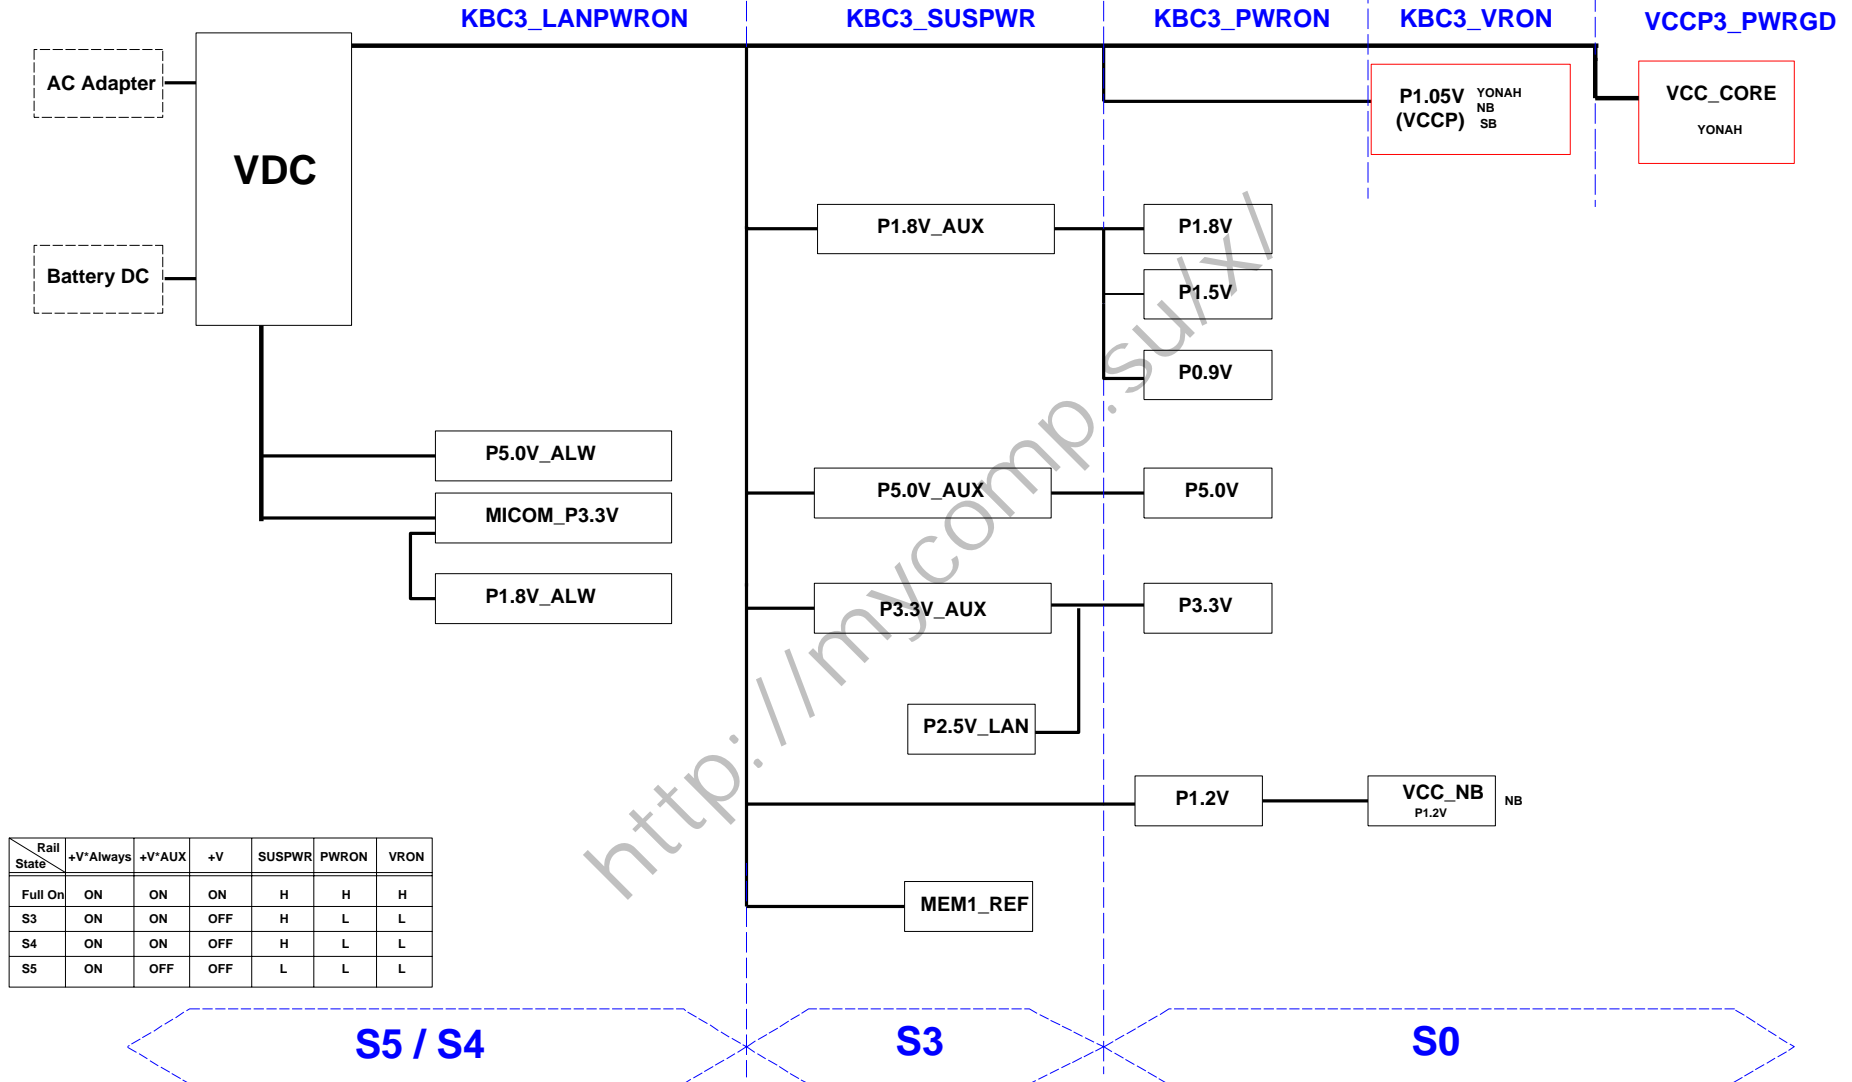 KBC3_LANPWRON KBC3_SUSPWR KBC3_PWRON KBC3_VRON VCCP3_PWRGD
AC Adapter
VDC
Battery DC
P1.05V YONAH
NB
(VCCP) SB
VCC_CORE
YONAH
P1.8V_AUX
P1.8V
P1.5V
P0.9V
P5.0V_ALW
MICOM_P3.3V
P1.8V_ALW
P5.0V_AUX
P5.0V
P3.3V_AUX
P3.3V
P2.5V_LAN
P1.2V
VCC_NB
P1.2V
NB
MEM1_REF
http://mycomp.su/x/
Rail
State +V*Always +V*AUX +V SUSPWR PWRON VRON
Full On ON ON ON H H H
S3 ON ON OFF H L L
S4 ON ON OFF H L L
S5 ON OFF OFF L L L
S5 / S4 S3 S0